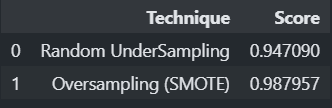 Technique Score
0 Random UnderSampling 0.947090
1 Oversampling (SMOTE) 0.987957